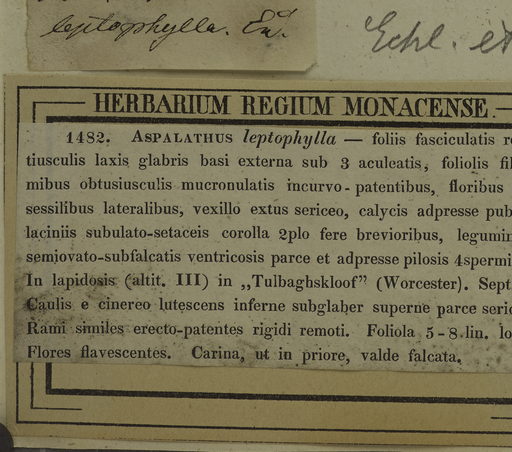 leptophylla.
Eckl. et
HERBARIUM REGIUM MONACENSE.
1482. ASPALATHUS leptophylla — foliis fasciculatis r
tiusculis laxis glabris basi externa sub 3 aculeatis, foliolis fil
mibus obtusiusculis mucronulatis incurvo-patentibus, floribus
sessilibus lateralibus, vexillo extus sericeo, calycis adpresse pub
laciniis subulato-setaceis corolla 2plo fere brevioribus, legumin
semiovato-subfalcatis ventricosis parce et adpresse pilosis 4spermi
In lapidosis (altit. III) in „Tulbaghskloof" (Worcester). Sept
Caulis e cinereo lutescens inferne subglaber superne parce seric
Rami similes erecto-patentes rigidi remoti. Foliola 5-8 lin. lo
Flores flavescentes. Carina, ut in priore, valde falcata.